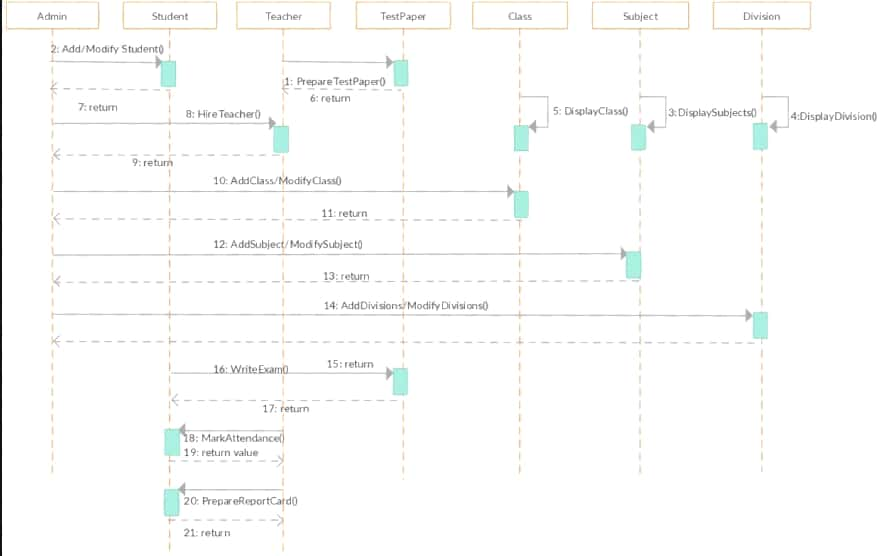 Admin
Student
Teacher
TestPaper
Class
Subject
Division
2: Add/Modify Student()
1: PrepareTestPaper()
6: return
7: return
8: HireTeacher()
5: DisplayClass()
3:DisplaySubjects()
4:DisplayDivision()
9: return
10: AddClass/ModifyClass()
11: return
12: AddSubject/ModifySubject()
13: return
14: AddDivisions/Modify Divisions()
15: return
16: WriteExam()
17: return
18: MarkAttendance()
19: return value
20: PrepareReportCard()
21: return